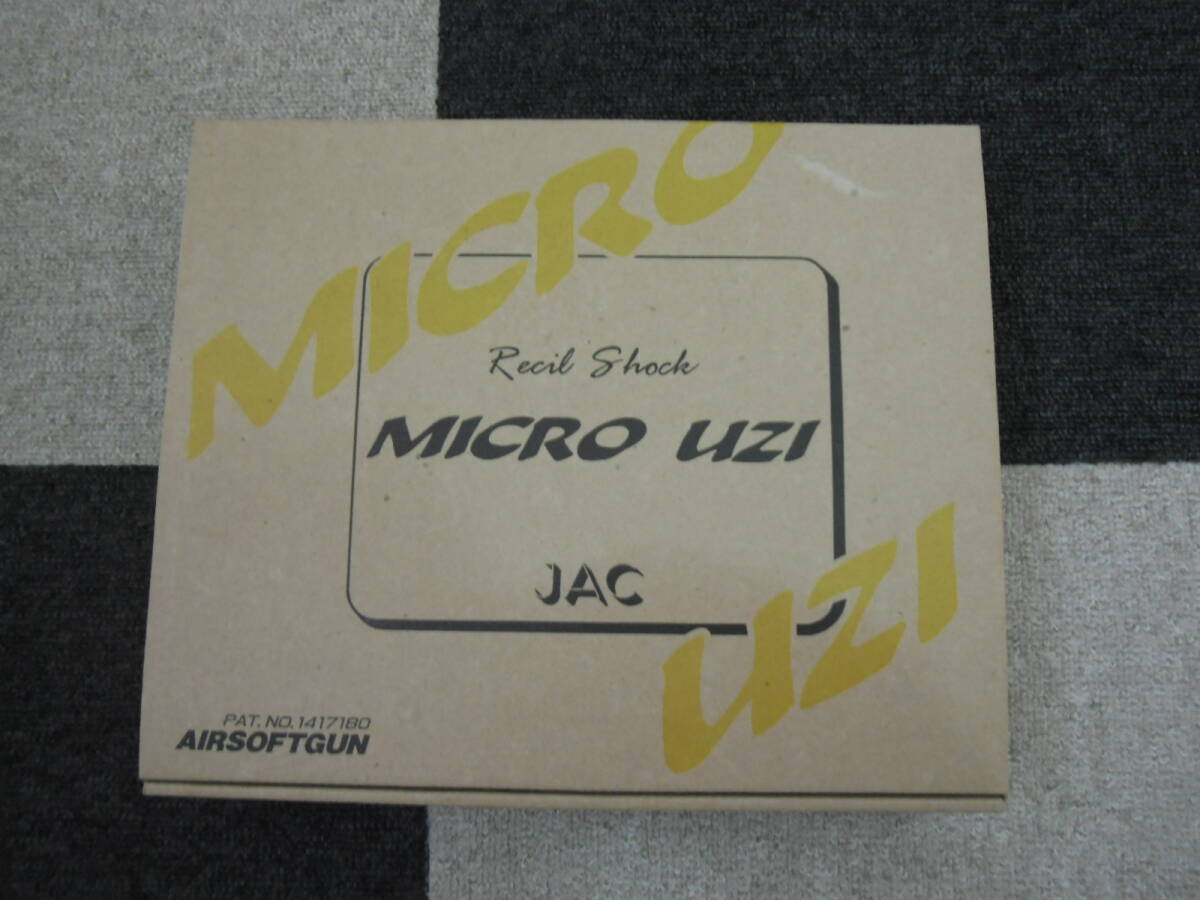 MICRO
Recil Shock
MICRO UZI
JAC
UZI
PAT. NO. 1417180
AIRSOFTGUN